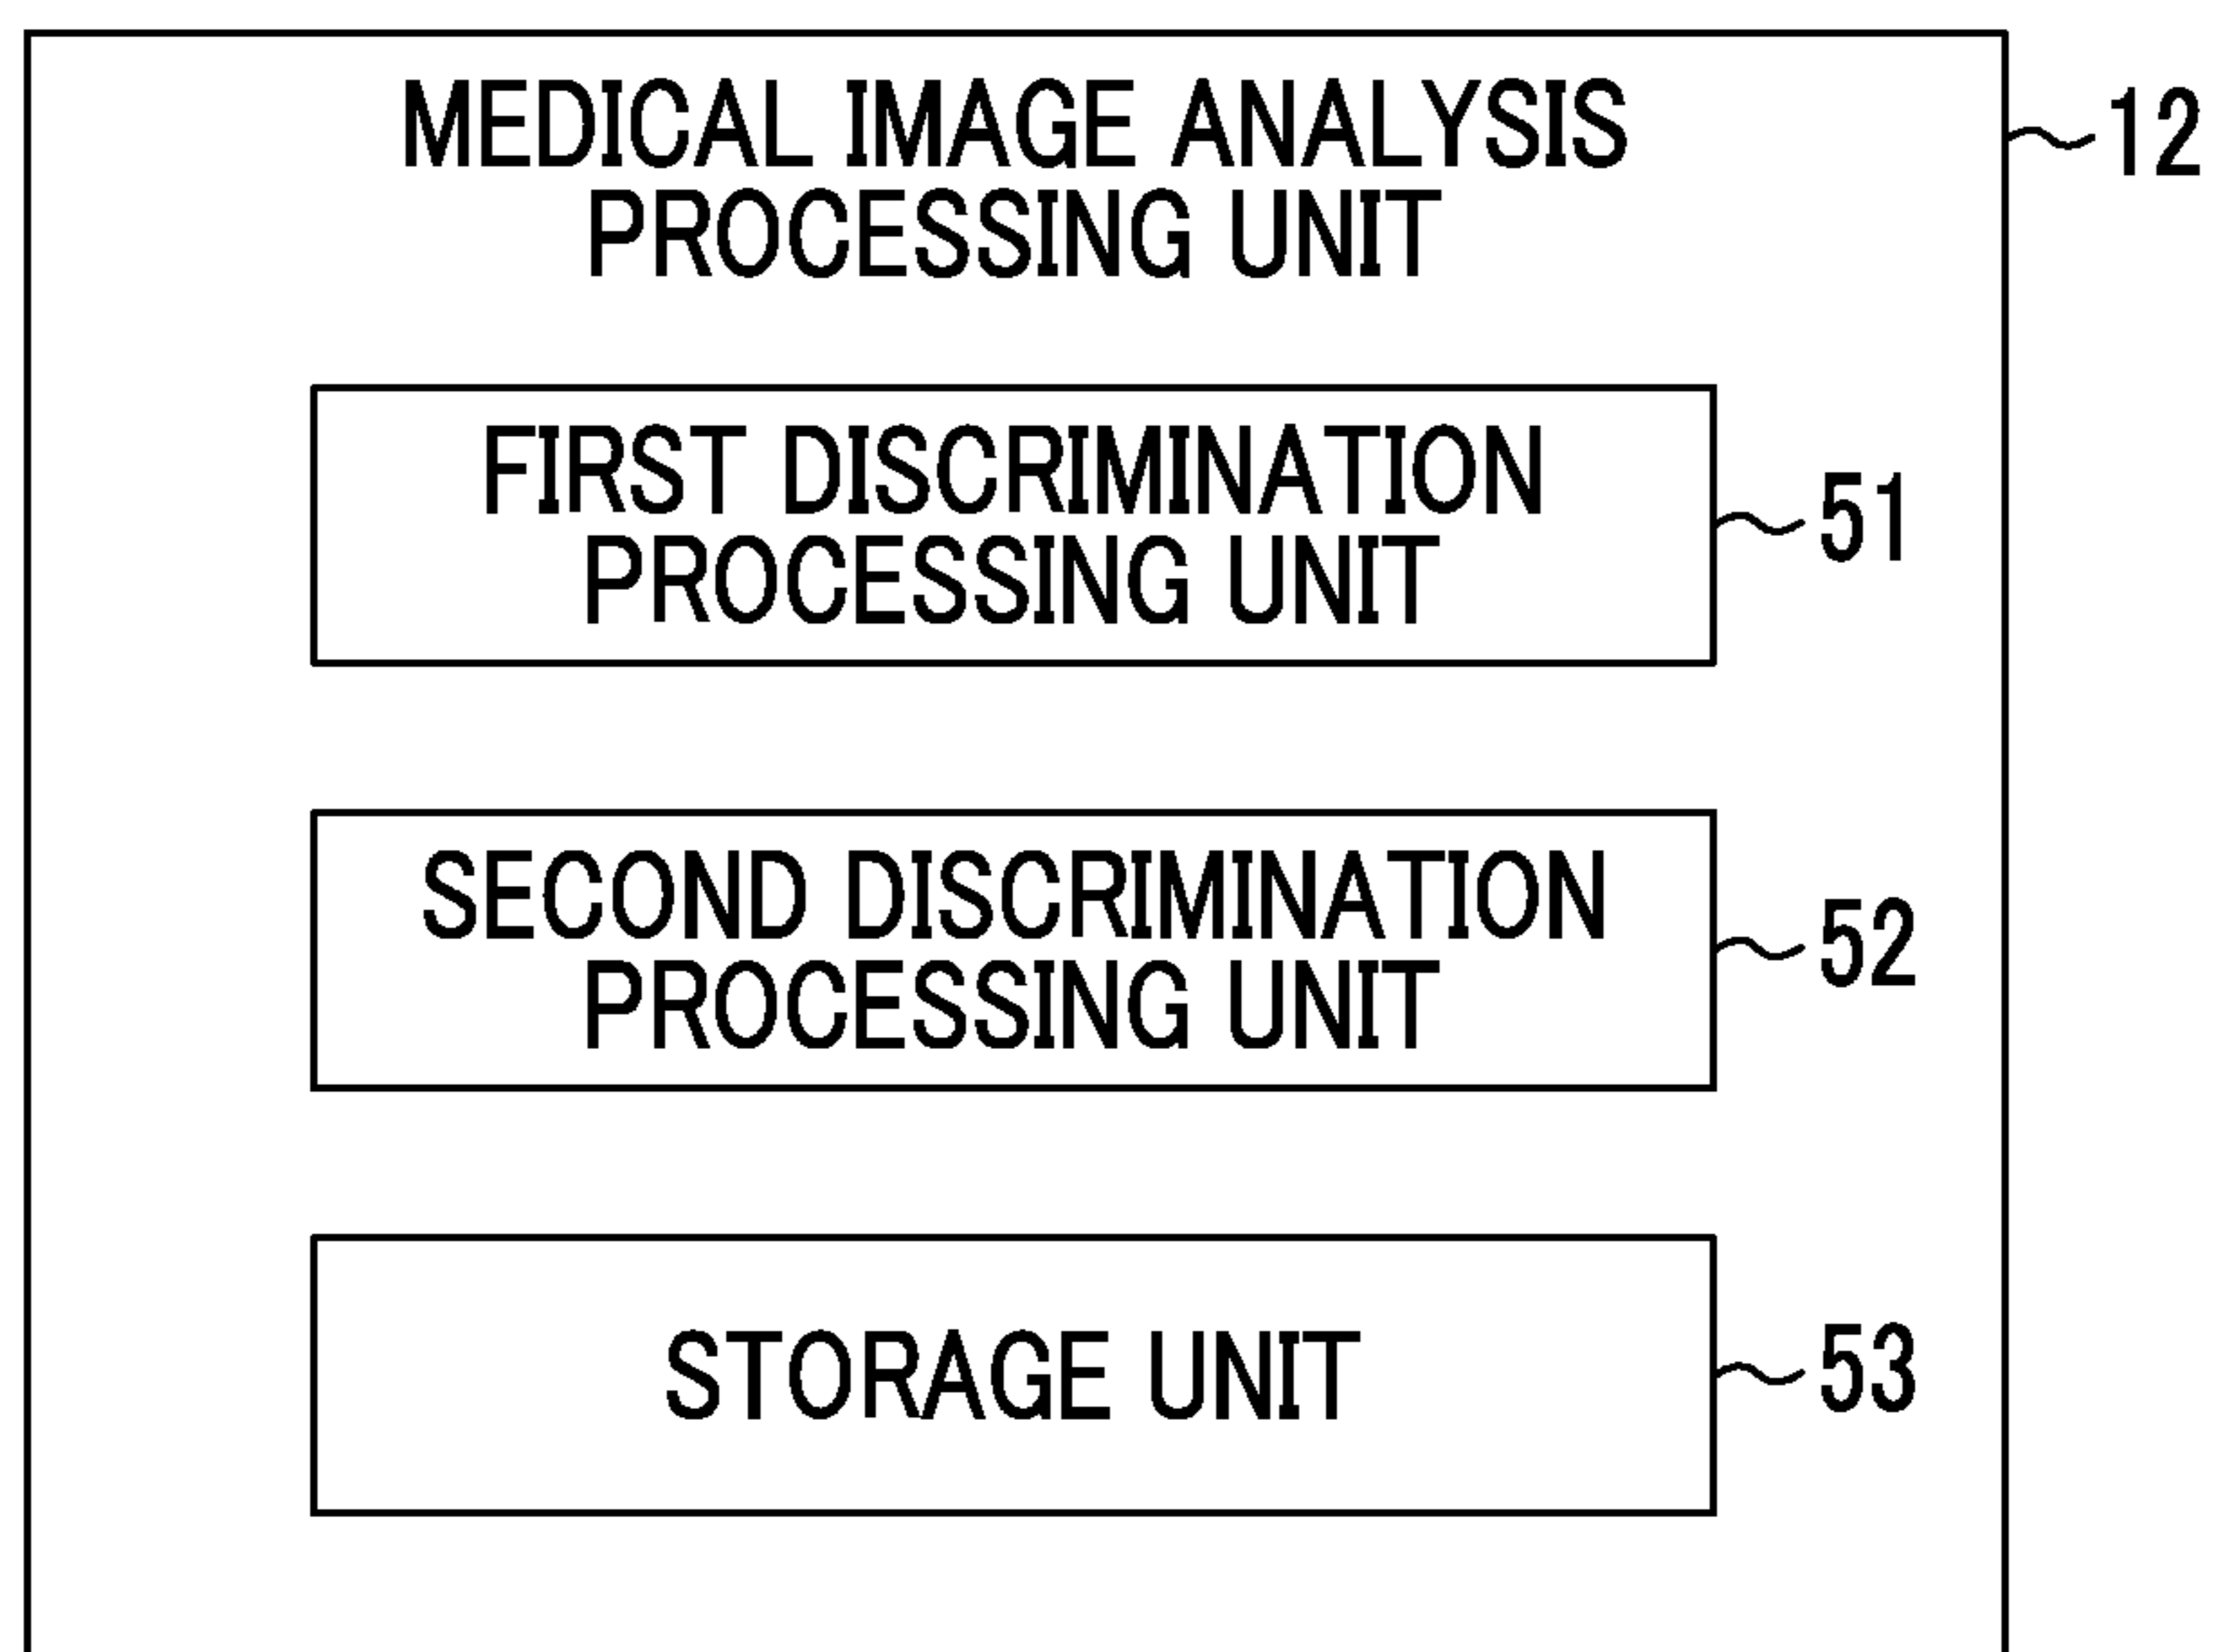 MEDICAL IMAGE ANALYSIS
PROCESSING UNIT
12
FIRST DISCRIMINATION
PROCESSING UNIT
51
SECOND DISCRIMINATION
PROCESSING UNIT
52
STORAGE UNIT
53